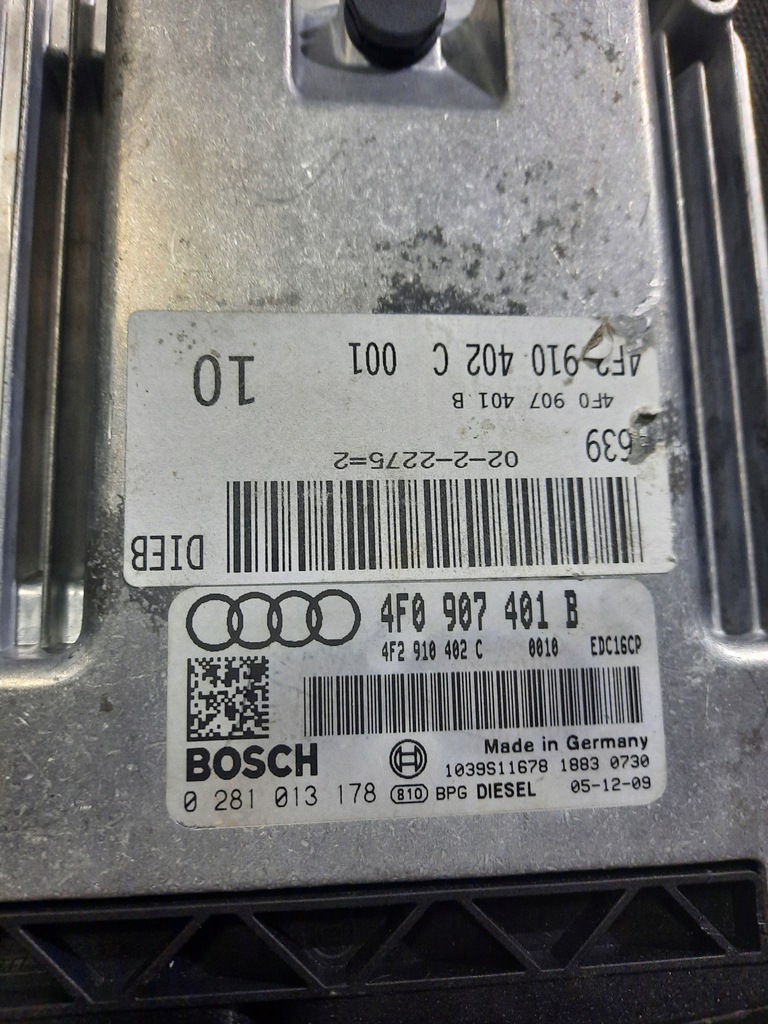 4F2 910 402 C 001
10
4F0 907 401 B
639
02-2-2275=2
DIEB
4F0 907 401 B
4F2 910 402 C 0010 EDC16CP
BOSCH
Made in Germany
1039S11678 1883 0730
0 281 013 178 810 BPG DIESEL 05-12-09